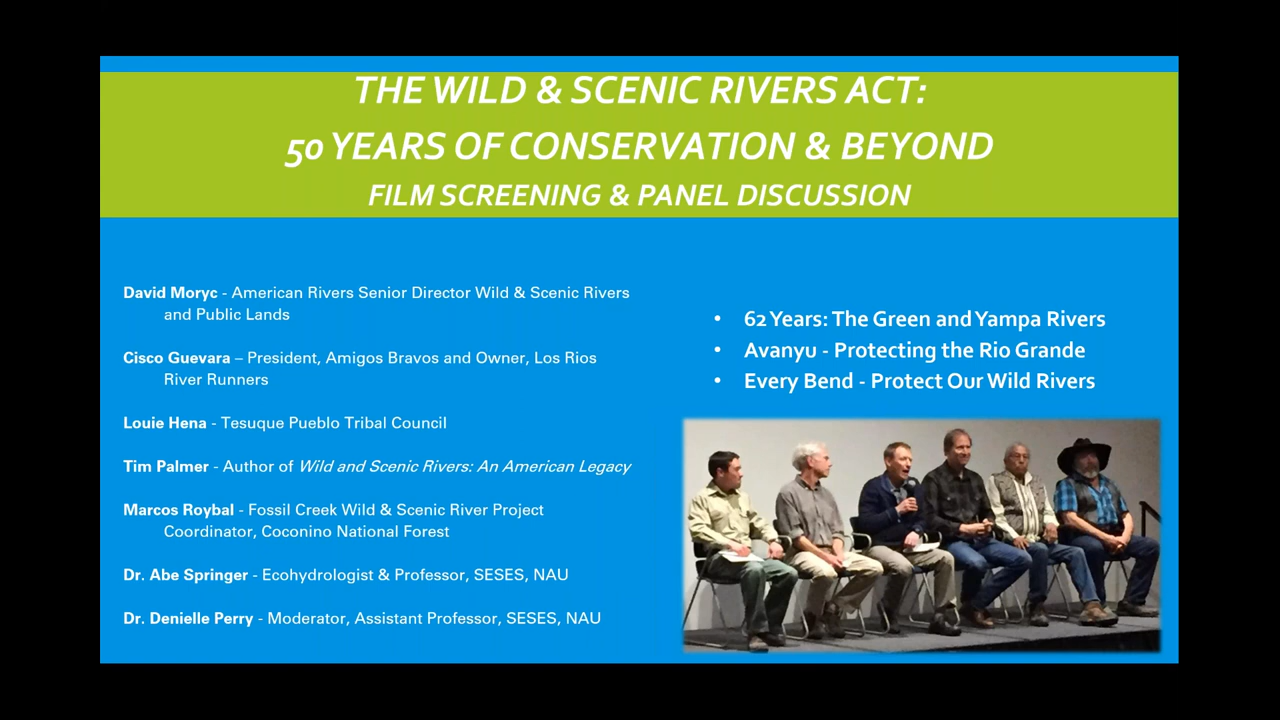 THE WILD & SCENIC RIVERS ACT:
50 YEARS OF CONSERVATION & BEYOND
FILM SCREENING & PANEL DISCUSSION
David Moryc - American Rivers Senior Director Wild & Scenic Rivers
and Public Lands
Cisco Guevara – President, Amigos Bravos and Owner, Los Rios
River Runners
Louie Hena - Tesuque Pueblo Tribal Council
Tim Palmer - Author of Wild and Scenic Rivers: An American Legacy
Marcos Roybal - Fossil Creek Wild & Scenic River Project
Coordinator, Coconino National Forest
Dr. Abe Springer - Ecohydrologist & Professor, SESES, NAU
Dr. Denielle Perry - Moderator, Assistant Professor, SESES, NAU
• 62 Years: The Green and Yampa Rivers
• Avanyu - Protecting the Rio Grande
• Every Bend - Protect Our Wild Rivers